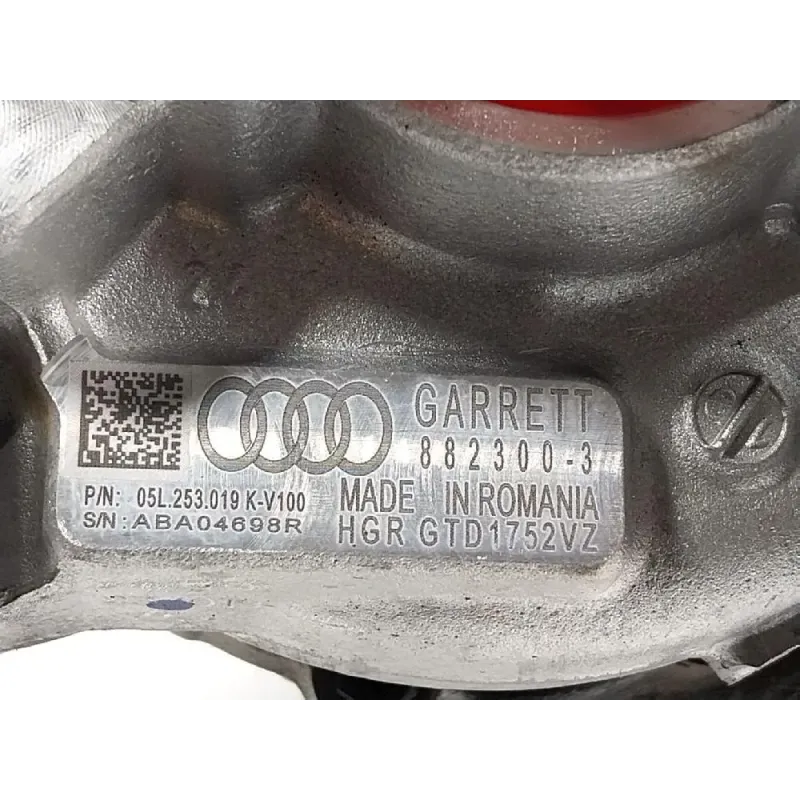 GARRETT
882300-3
P/N: 05L.253.019 K-V100 MADE IN ROMANIA
S/N: ABA04698R HGR GTD1752VZ